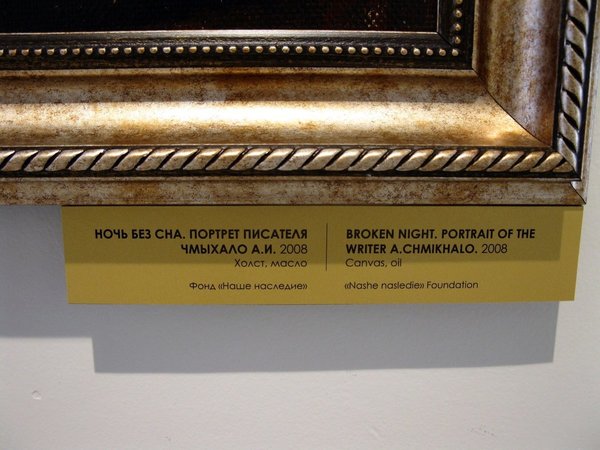 НОЧЬ БЕЗ СНА. ПОРТРЕТ ПИСАТЕЛЯ
ЧМЫХАЛО А.И. 2008
Холст, масло
Фонд «Наше наследие»
BROKEN NIGHT. PORTRAIT OF THE
WRITER A.CHMIKHALO. 2008
Canvas, oil
«Nashe nasledie» Foundation